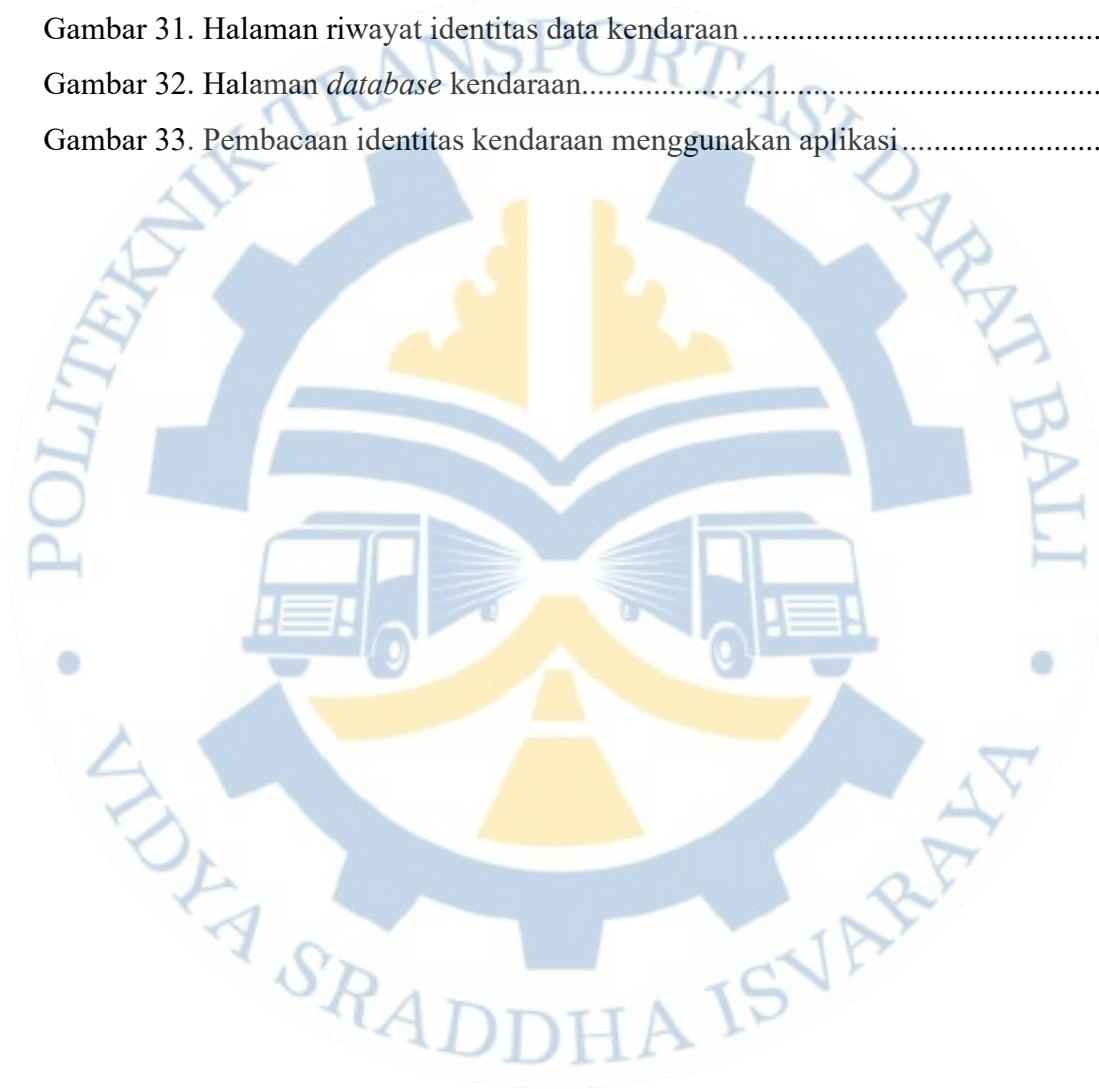 Gambar 31. Halaman riwayat identitas data kendaraan................................................
Gambar 32. Halaman database kendaraan....................................................................
Gambar 33. Pembacaan identitas kendaraan menggunakan aplikasi.........................
POLITEKNIK TRANSPORTASI DARAT BALI
• VIDYA SRADDHA ISVARAYA •